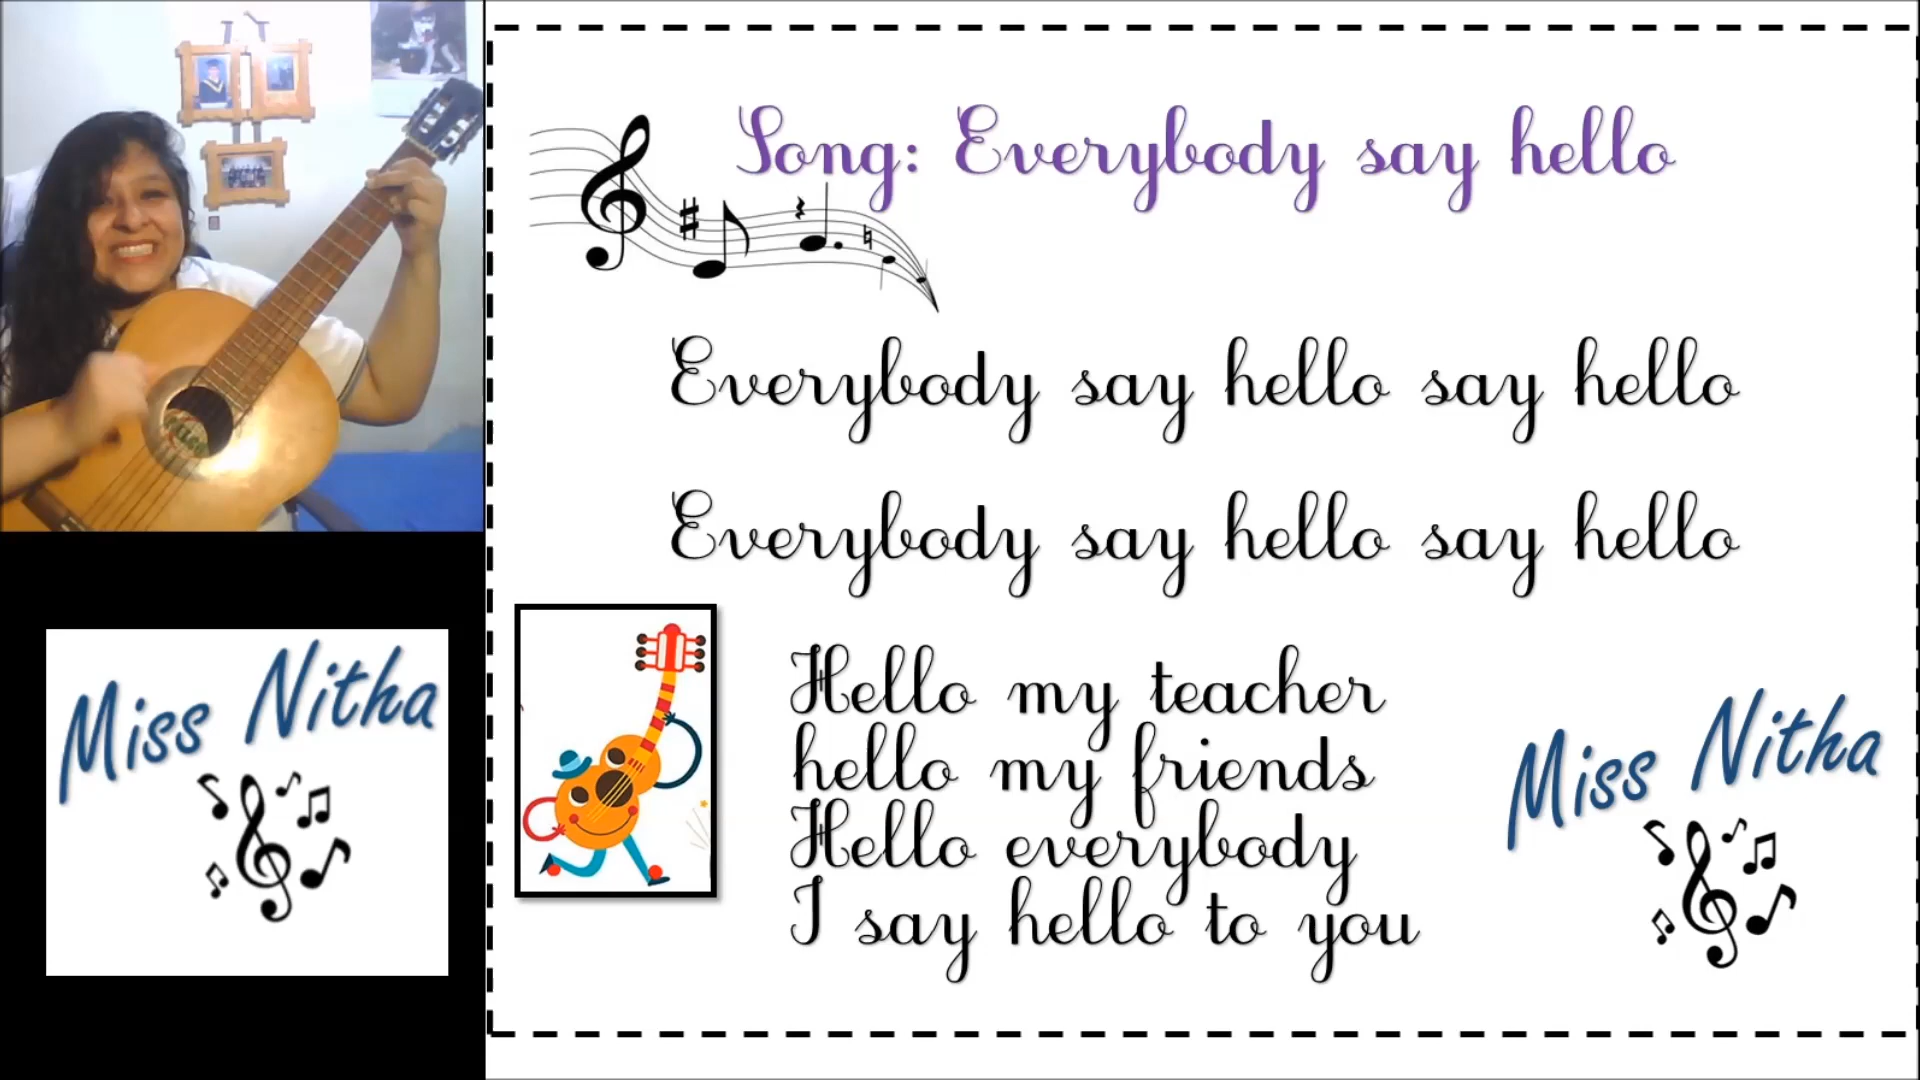 Song: Everybody say hello
Everybody say hello say hello
Everybody say hello say hello
Hello my teacher
hello my friends
Hello everybody
I say hello to you
Miss Nitha
Miss Nitha